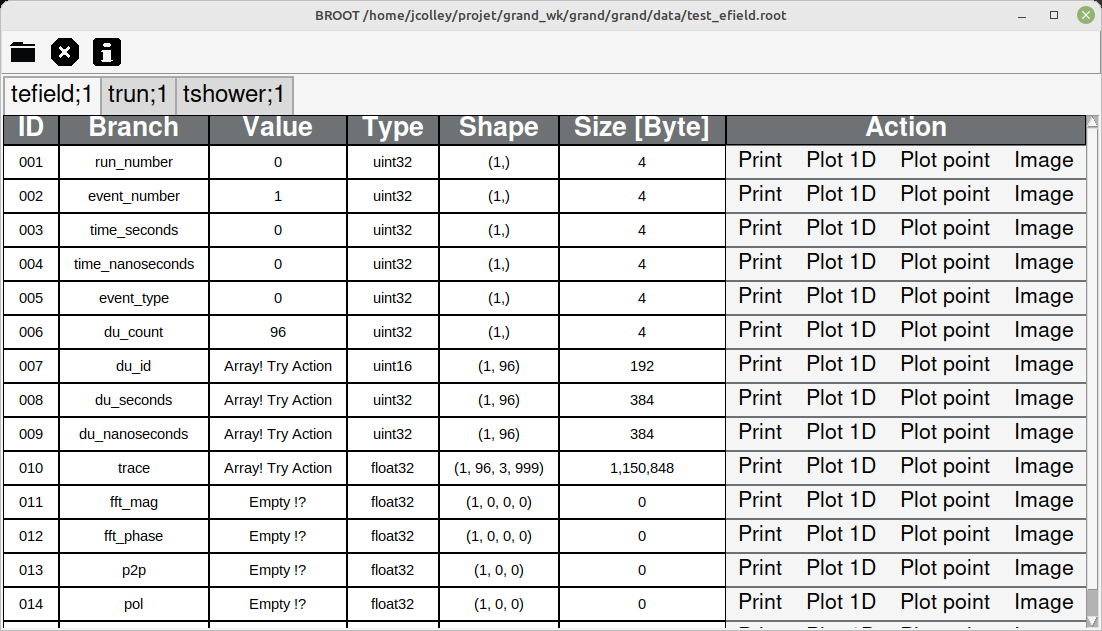 BROOT /home/jcolley/projet/grand_wk/grand/grand/data/test_efield.root
tefield;1 trun;1 tshower;1
ID Branch Value Type Shape Size [Byte] Action
001 run_number 0 uint32 (1,) 4 Print Plot 1D Plot point Image
002 event_number 1 uint32 (1,) 4 Print Plot 1D Plot point Image
003 time_seconds 0 uint32 (1,) 4 Print Plot 1D Plot point Image
004 time_nanoseconds 0 uint32 (1,) 4 Print Plot 1D Plot point Image
005 event_type 0 uint32 (1,) 4 Print Plot 1D Plot point Image
006 du_count 96 uint32 (1,) 4 Print Plot 1D Plot point Image
007 du_id Array! Try Action uint16 (1, 96) 192 Print Plot 1D Plot point Image
008 du_seconds Array! Try Action uint32 (1, 96) 384 Print Plot 1D Plot point Image
009 du_nanoseconds Array! Try Action uint32 (1, 96) 384 Print Plot 1D Plot point Image
010 trace Array! Try Action float32 (1, 96, 3, 999) 1,150,848 Print Plot 1D Plot point Image
011 fft_mag Empty !? float32 (1, 0, 0, 0) 0 Print Plot 1D Plot point Image
012 fft_phase Empty !? float32 (1, 0, 0, 0) 0 Print Plot 1D Plot point Image
013 p2p Empty !? float32 (1, 0, 0) 0 Print Plot 1D Plot point Image
014 pol Empty !? float32 (1, 0, 0) 0 Print Plot 1D Plot point Image